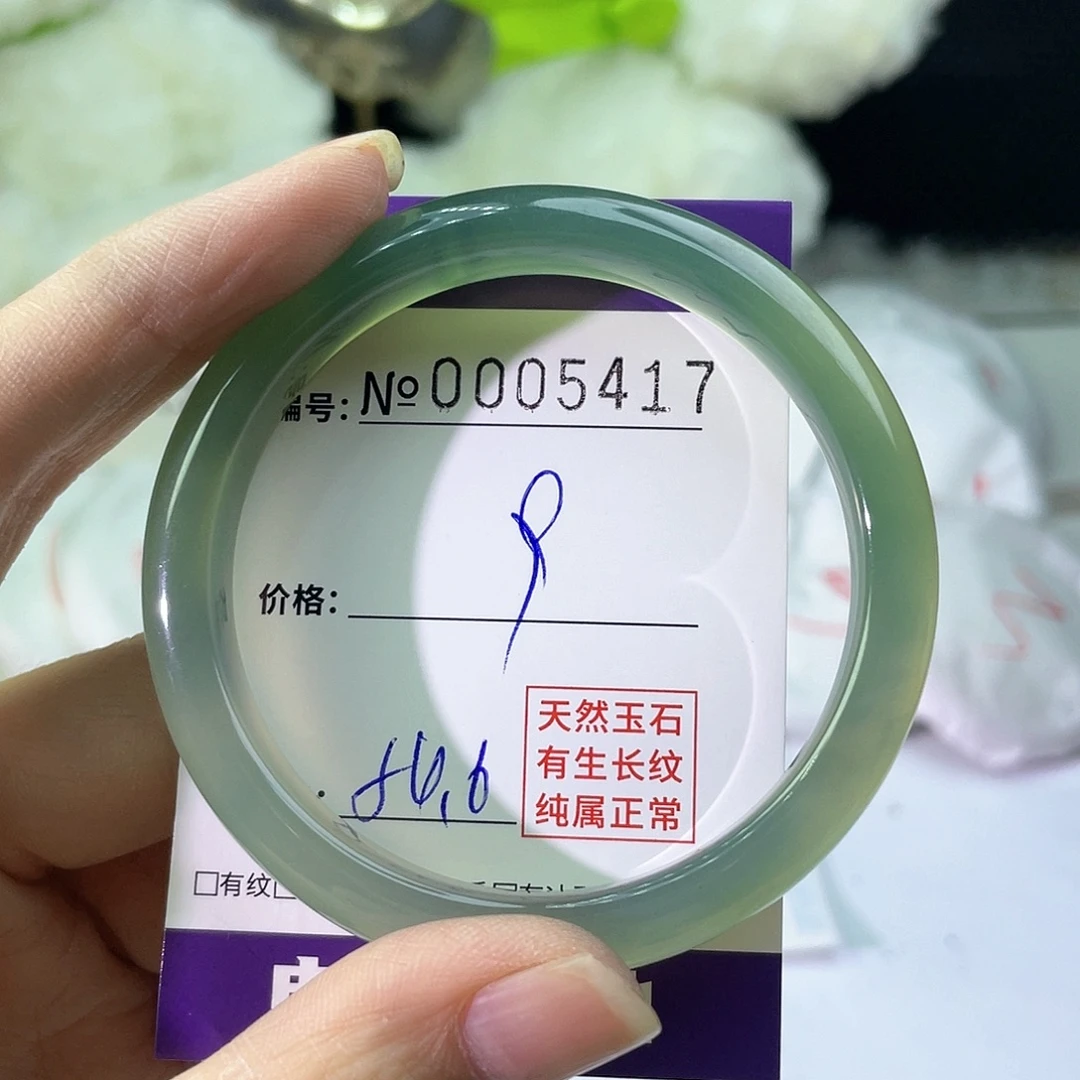 编号: №0005417
价格:
56.6
天然玉石
有生长纹
纯属正常
□有纹□